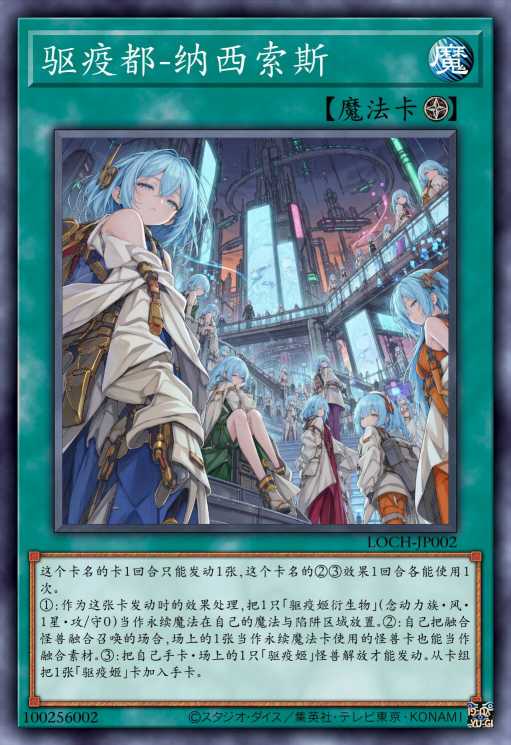 驱疫都-纳西索斯
魔
【魔法卡】
LOCH-JP002
这个卡名的卡1回合只能发动1张,这个卡名的②③效果1回合各能使用1
次。
①:作为这张卡发动时的效果处理,把1只「驱疫姬衍生物」(念动力族·风·
1星·攻/守0)当作永续魔法在自己的魔法与陷阱区域放置。②:自己把融合
怪兽融合召唤的场合,场上的1张当作永续魔法卡使用的怪兽卡也能当作
融合素材。③:把自己手卡·场上的1只「驱疫姬」怪兽解放才能发动。从卡组
把1张「驱疫姬」卡加入手卡。
100256002
©スタジオ・ダイス／集英社・テレビ東京・KONAMI